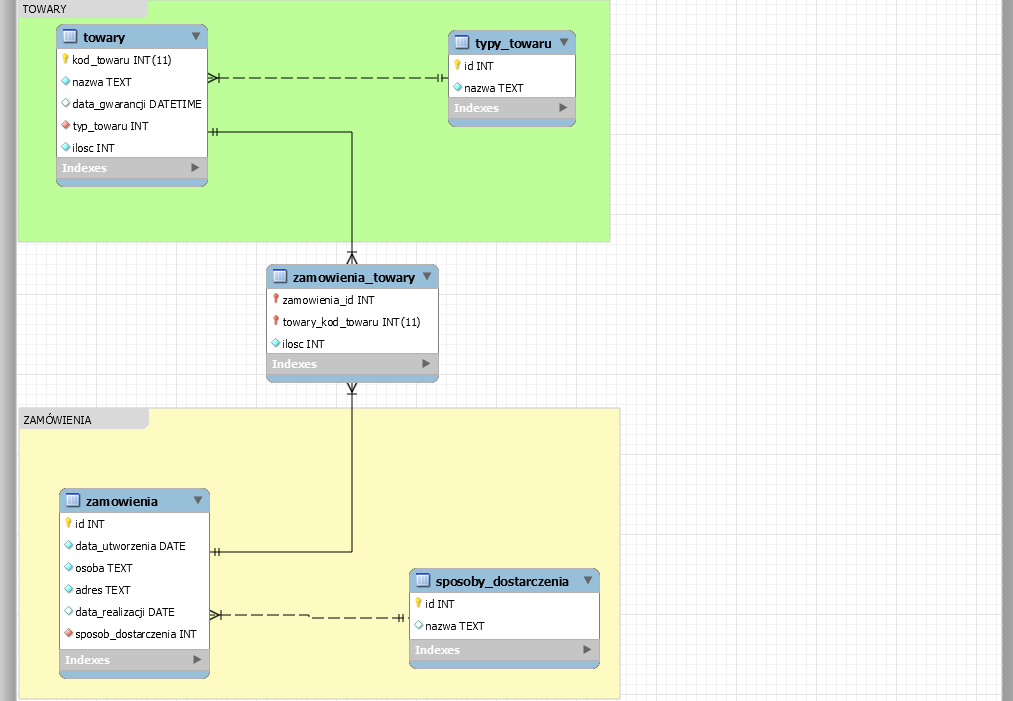 TOWARY
towary
kod_towaru INT(11)
nazwa TEXT
data_gwarancji DATETIME
typ_towaru INT
ilosc INT
Indexes
typy_towaru
id INT
nazwa TEXT
Indexes
zamowienia_towary
zamowienia_id INT
towary_kod_towaru INT(11)
ilosc INT
Indexes
ZAMÓWIENIA
zamowienia
id INT
data_utworzenia DATE
osoba TEXT
adres TEXT
data_realizacji DATE
sposob_dostarczenia INT
Indexes
sposoby_dostarczenia
id INT
nazwa TEXT
Indexes